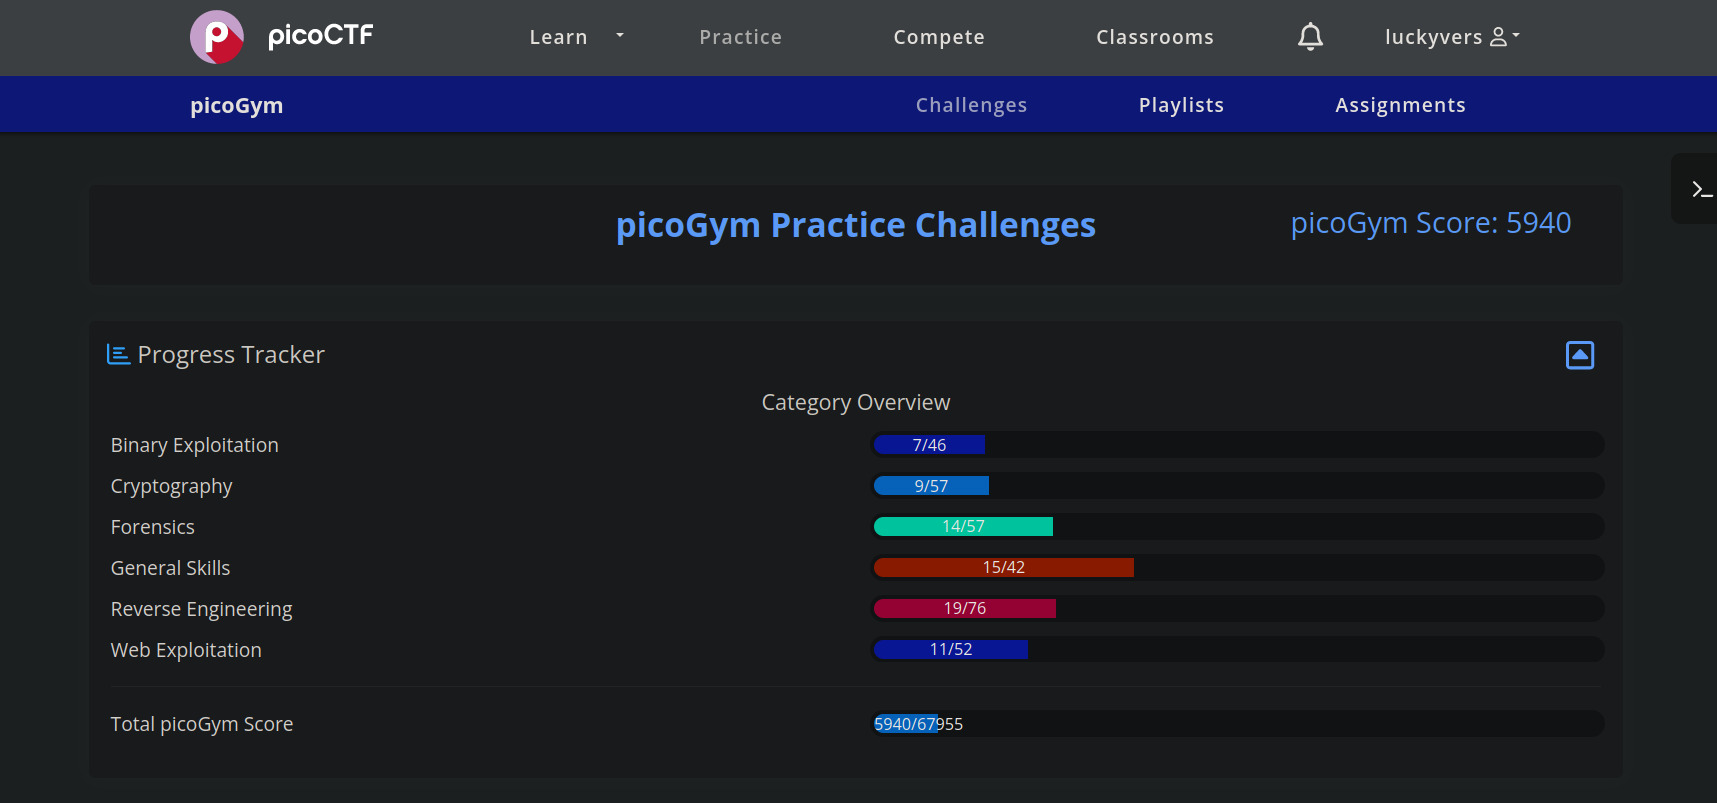 picoCTF Learn Practice Compete Classrooms luckyvers
picoGym Challenges Playlists Assignments
picoGym Practice Challenges picoGym Score: 5940
Progress Tracker
Category Overview
Binary Exploitation 7/46
Cryptography 9/57
Forensics 14/57
General Skills 15/42
Reverse Engineering 19/76
Web Exploitation 11/52
Total picoGym Score 5940/67955